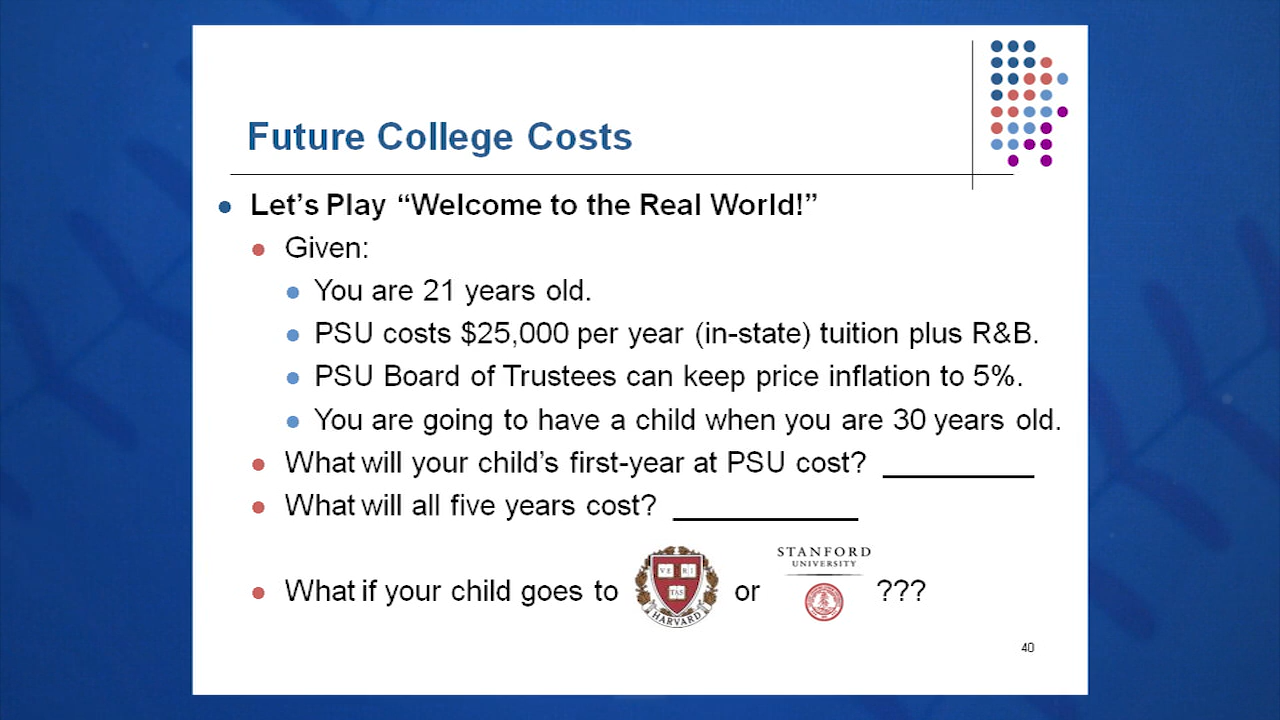 Future College Costs
Let's Play “Welcome to the Real World!”
Given:
You are 21 years old.
PSU costs $25,000 per year (in-state) tuition plus R&B.
PSU Board of Trustees can keep price inflation to 5%.
You are going to have a child when you are 30 years old.
What will your child's first-year at PSU cost?
What will all five years cost?
STANFORD
UNIVERSITY
VE RI
TAS
HARVARD
What if your child goes to or ???
40